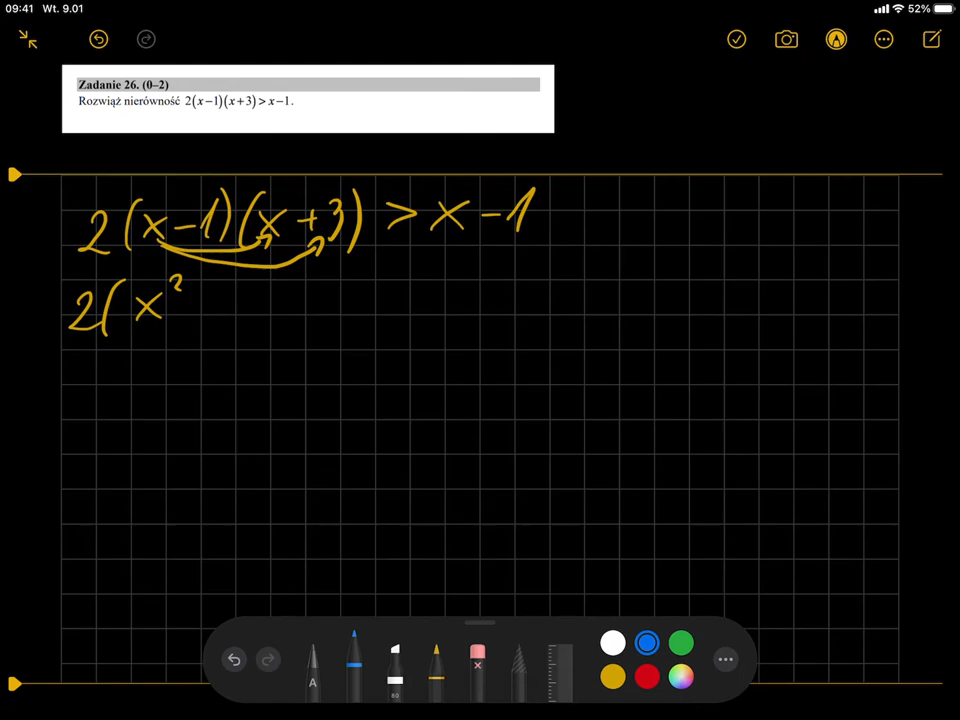 09:41 Wt. 9.01 52%
Zadanie 26. (0–2)
Rozwiąż nierówność 2(x−1)(x+3)>x−1.
2(x−1)(x+3)>x−1
2(x²
A
80